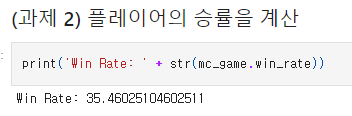 (과제 2) 플레이어의 승률을 계산
:
print('Win Rate: ' + str(mc_game.win_rate))
Win Rate: 35.46025104602511